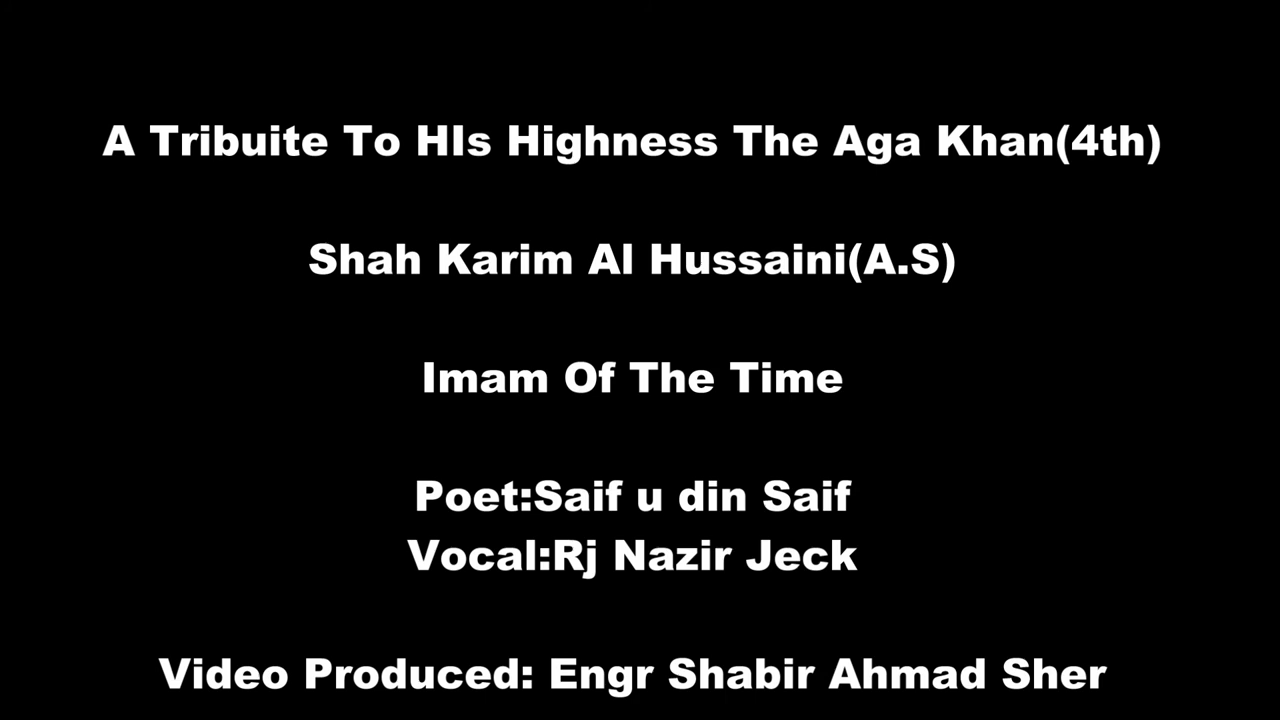 A Tribuite To HIs Highness The Aga Khan(4th)
Shah Karim Al Hussaini(A.S)
Imam Of The Time
Poet:Saif u din Saif
Vocal:Rj Nazir Jeck
Video Produced: Engr Shabir Ahmad Sher